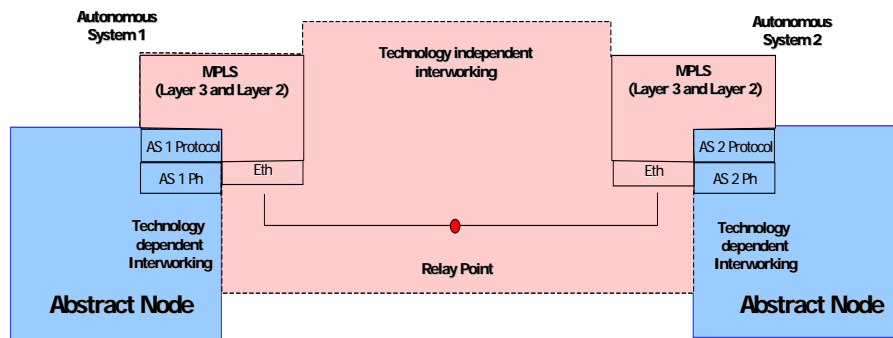 Autonomous
System 1
Autonomous
System 2
Technology independent
interworking
MPLS
(Layer 3 and Layer 2)
MPLS
(Layer 3 and Layer 2)
AS 1 Protocol
AS 2 Protocol
AS 1 Ph
Eth
Eth
AS 2 Ph
Technology
dependent
Interworking
Technology
dependent
Interworking
Relay Point
Abstract Node
Abstract Node